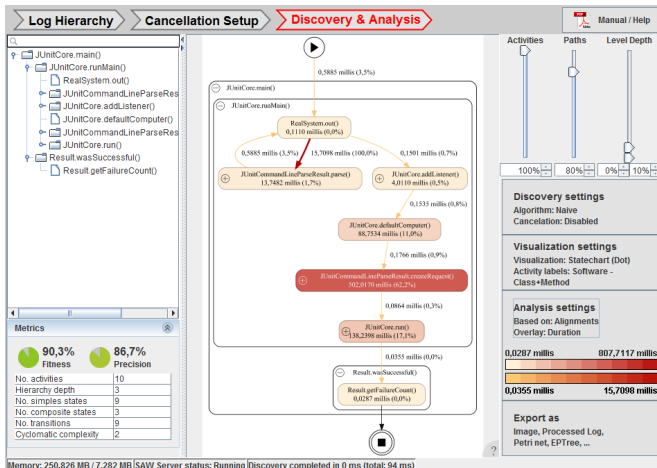 Log Hierarchy
Cancellation Setup
Discovery & Analysis
Manual / Help
JUnitCore.main()
JUnitCore.runMain()
RealSystem.out()
JUnitCommandLineParseRes
JUnitCore.addListener()
JUnitCore.defaultComputer()
JUnitCommandLineParseRes
JUnitCore.run()
Result.wasSuccessful()
Result.getFailureCount()
Metrics
90,3%
Fitness
86,7%
Precision
No. activities 10
Hierarchy depth 3
No. simples states 9
No. composite states 3
No. transitions 9
Cyclomatic complexity 2
0,5885 millis (3,5%)
JUnitCore.main()
JUnitCore.runMain()
RealSystem.out()
0,1110 millis (0,0%)
0,5885 millis (3,5%)
15,7098 millis (100,0%)
0,1501 millis (0,7%)
JUnitCommandLineParseResult.parse()
13,7482 millis (1,7%)
JUnitCore.addListener()
4,0110 millis (0,5%)
0,1535 millis (0,8%)
JUnitCore.defaultComputer()
88,7534 millis (11,0%)
0,1766 millis (0,9%)
JUnitCommandLineParseResult.createRequest()
502,0170 millis (62,2%)
0,0864 millis (0,3%)
JUnitCore.run()
138,2398 millis (17,1%)
0,0355 millis (0,0%)
Result.wasSuccessful()
Result.getFailureCount()
0,0287 millis (0,0%)
?
Activities Paths Level Depth
100% 80% 0% 10%
Discovery settings
Algorithm: Naive
Cancelation: Disabled
Visualization settings
Visualization: Statechart (Dot)
Activity labels: Software -
Class+Method
Analysis settings
Based on: Alignments
Overlay: Duration
0,0287 millis 807,7117 millis
0,0355 millis 15,7098 millis
Export as
Image, Processed Log,
Petri net, EPTree, ...
Memory: 250.826 MB / 7.282 MB SAW Server status: Running Discovery completed in 0 ms (total: 94 ms)